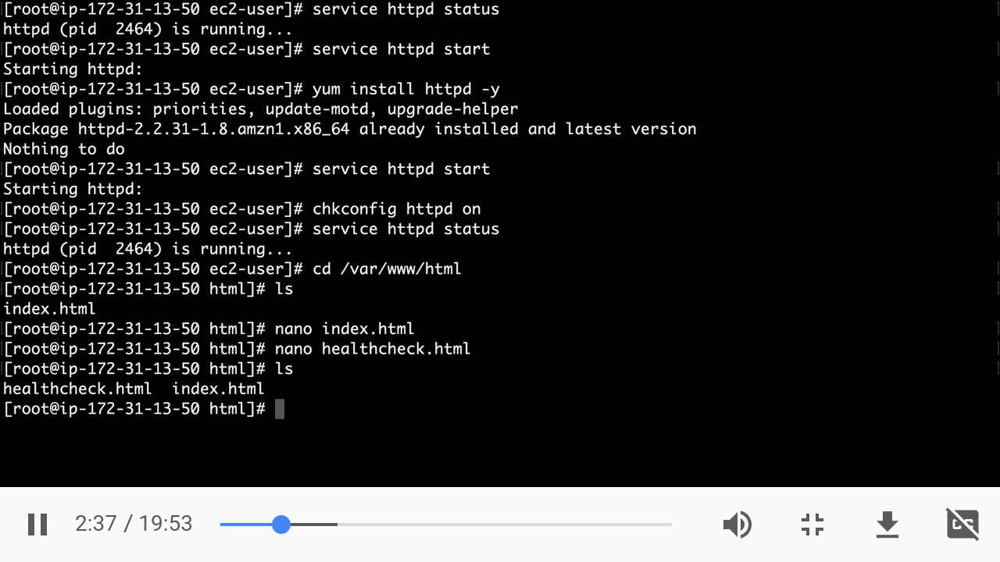 [root@ip-172-31-13-50 ec2-user]# service httpd status
httpd (pid  2464) is running...
[root@ip-172-31-13-50 ec2-user]# service httpd start
Starting httpd:
[root@ip-172-31-13-50 ec2-user]# yum install httpd -y
Loaded plugins: priorities, update-motd, upgrade-helper
Package httpd-2.2.31-1.8.amzn1.x86_64 already installed and latest version
Nothing to do
[root@ip-172-31-13-50 ec2-user]# service httpd start
Starting httpd:
[root@ip-172-31-13-50 ec2-user]# chkconfig httpd on
[root@ip-172-31-13-50 ec2-user]# service httpd status
httpd (pid  2464) is running...
[root@ip-172-31-13-50 ec2-user]# cd /var/www/html
[root@ip-172-31-13-50 html]# ls
index.html
[root@ip-172-31-13-50 html]# nano index.html
[root@ip-172-31-13-50 html]# nano healthcheck.html
[root@ip-172-31-13-50 html]# ls
healthcheck.html  index.html
[root@ip-172-31-13-50 html]#
2:37 / 19:53
CC